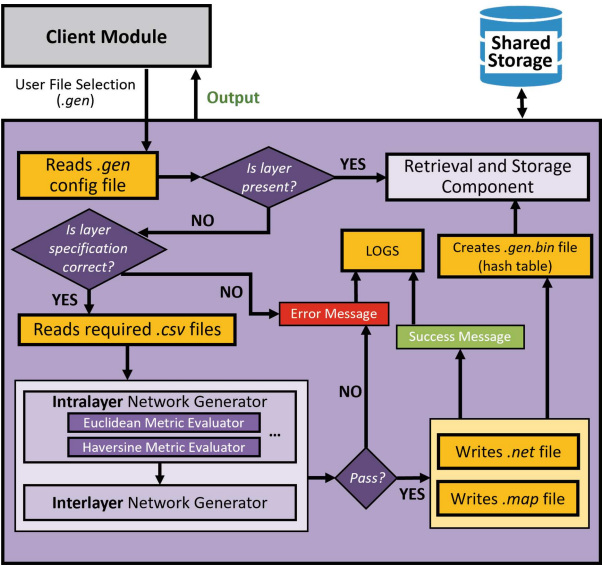 Client Module
Shared
Storage
User File Selection
(.gen)
Output
Reads .gen
config file
Is layer
present?
YES
Retrieval and Storage
Component
NO
Is layer
specification
correct?
LOGS
Creates .gen.bin file
(hash table)
YES
NO
Error Message
Reads required .csv files
Success Message
Intralayer Network Generator
Euclidean Metric Evaluator
...
Haversine Metric Evaluator
NO
Interlayer Network Generator
Pass?
YES
Writes .net file
Writes .map file